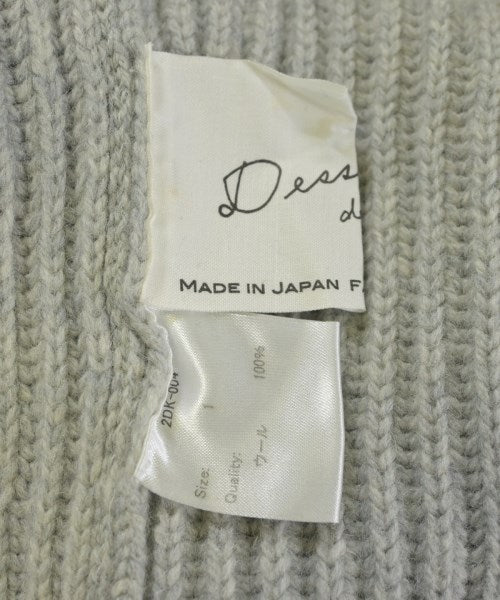 Dess
d
MADE IN JAPAN F
2DK-004
Size: 1
Quality:
ウール 100%